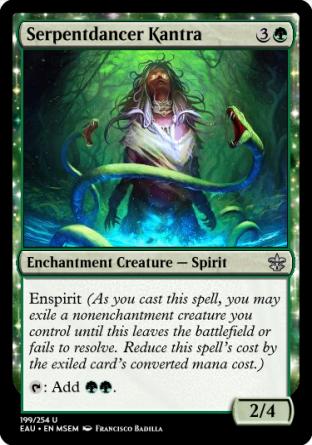 Serpentdancer Kantra 3
Enchantment Creature — Spirit
Enspirit (As you cast this spell, you may
exile a nonenchantment creature you
control until this leaves the battlefield or
fails to resolve. Reduce this spell's cost by
the exiled card's converted mana cost.)
: Add .
2/4
199/254 U
EAU • EN MSEM Francisco Badilla